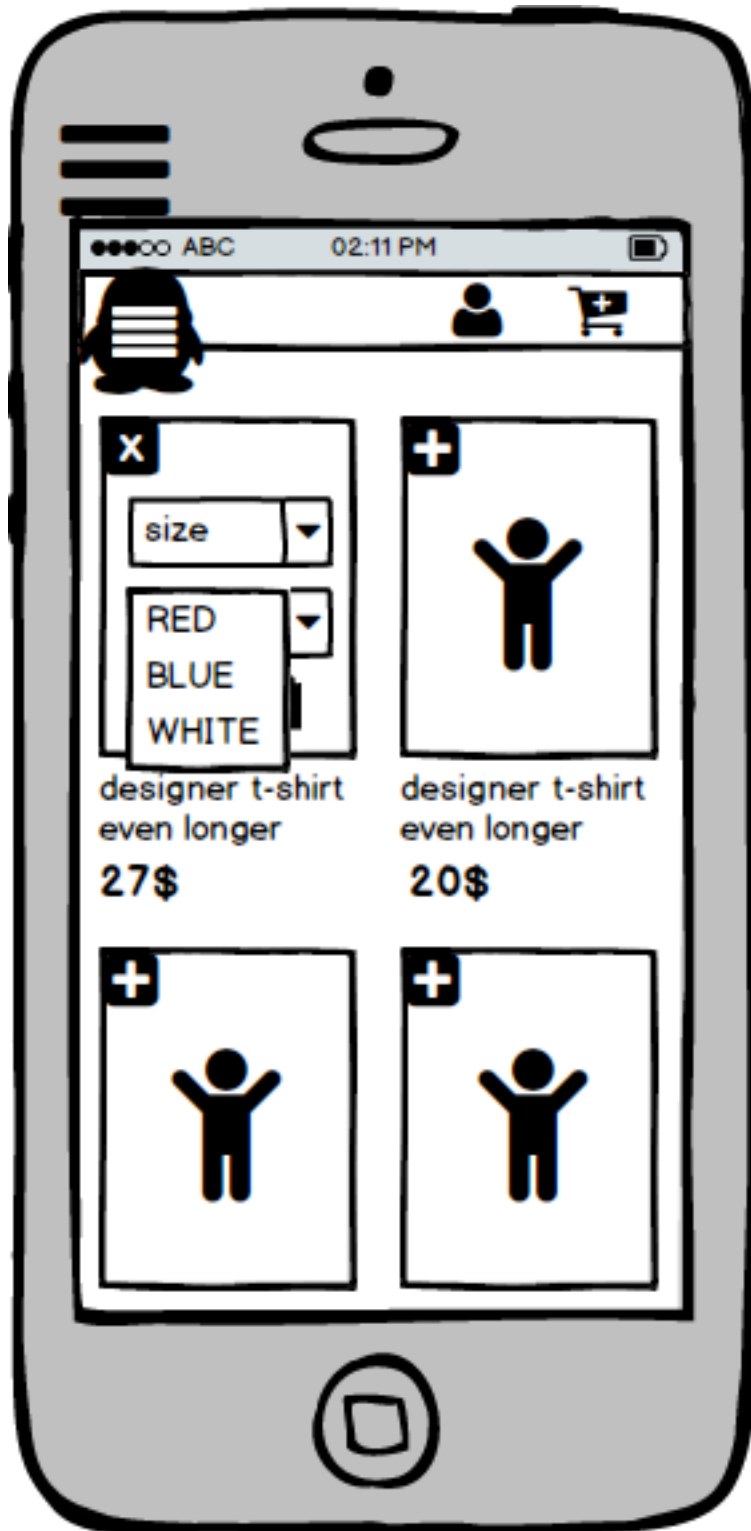 ABC 02:11 PM
x
size
RED
BLUE
WHITE
designer t-shirt
even longer
27$
designer t-shirt
even longer
20$